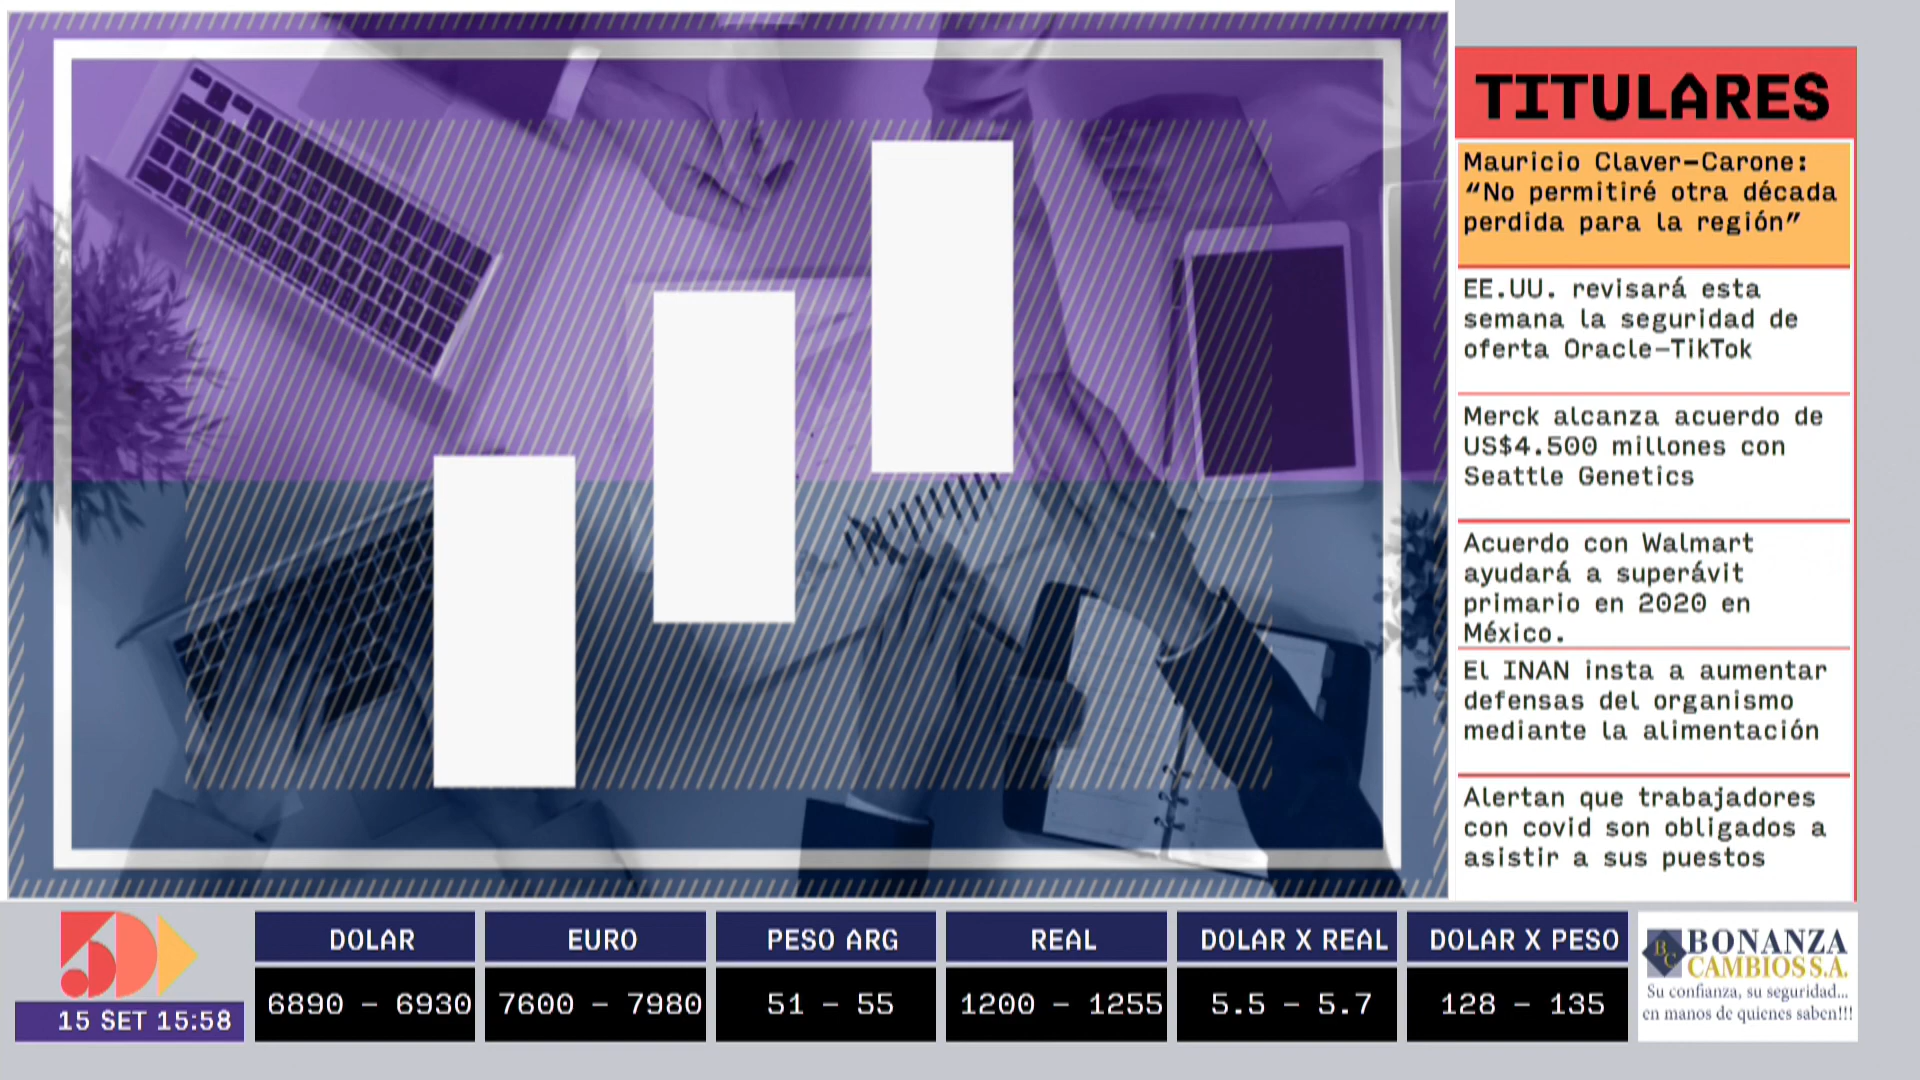 TITULARES
Mauricio Claver-Carone:
“No permitiré otra década
perdida para la región”
EE.UU. revisará esta
semana la seguridad de
oferta Oracle-TikTok
Merck alcanza acuerdo de
US$4.500 millones con
Seattle Genetics
Acuerdo con Walmart
ayudará a superávit
primario en 2020 en
México.
El INAN insta a aumentar
defensas del organismo
mediante la alimentación
Alertan que trabajadores
con covid son obligados a
asistir a sus puestos
5D
15 SET 15:58
DOLAR
6890 - 6930
EURO
7600 - 7980
PESO ARG
51 - 55
REAL
1200 - 1255
DOLAR X REAL
5.5 - 5.7
DOLAR X PESO
128 - 135
BC
BONANZA
CAMBIOS S.A.
Su confianza, su seguridad...
en manos de quienes saben!!!